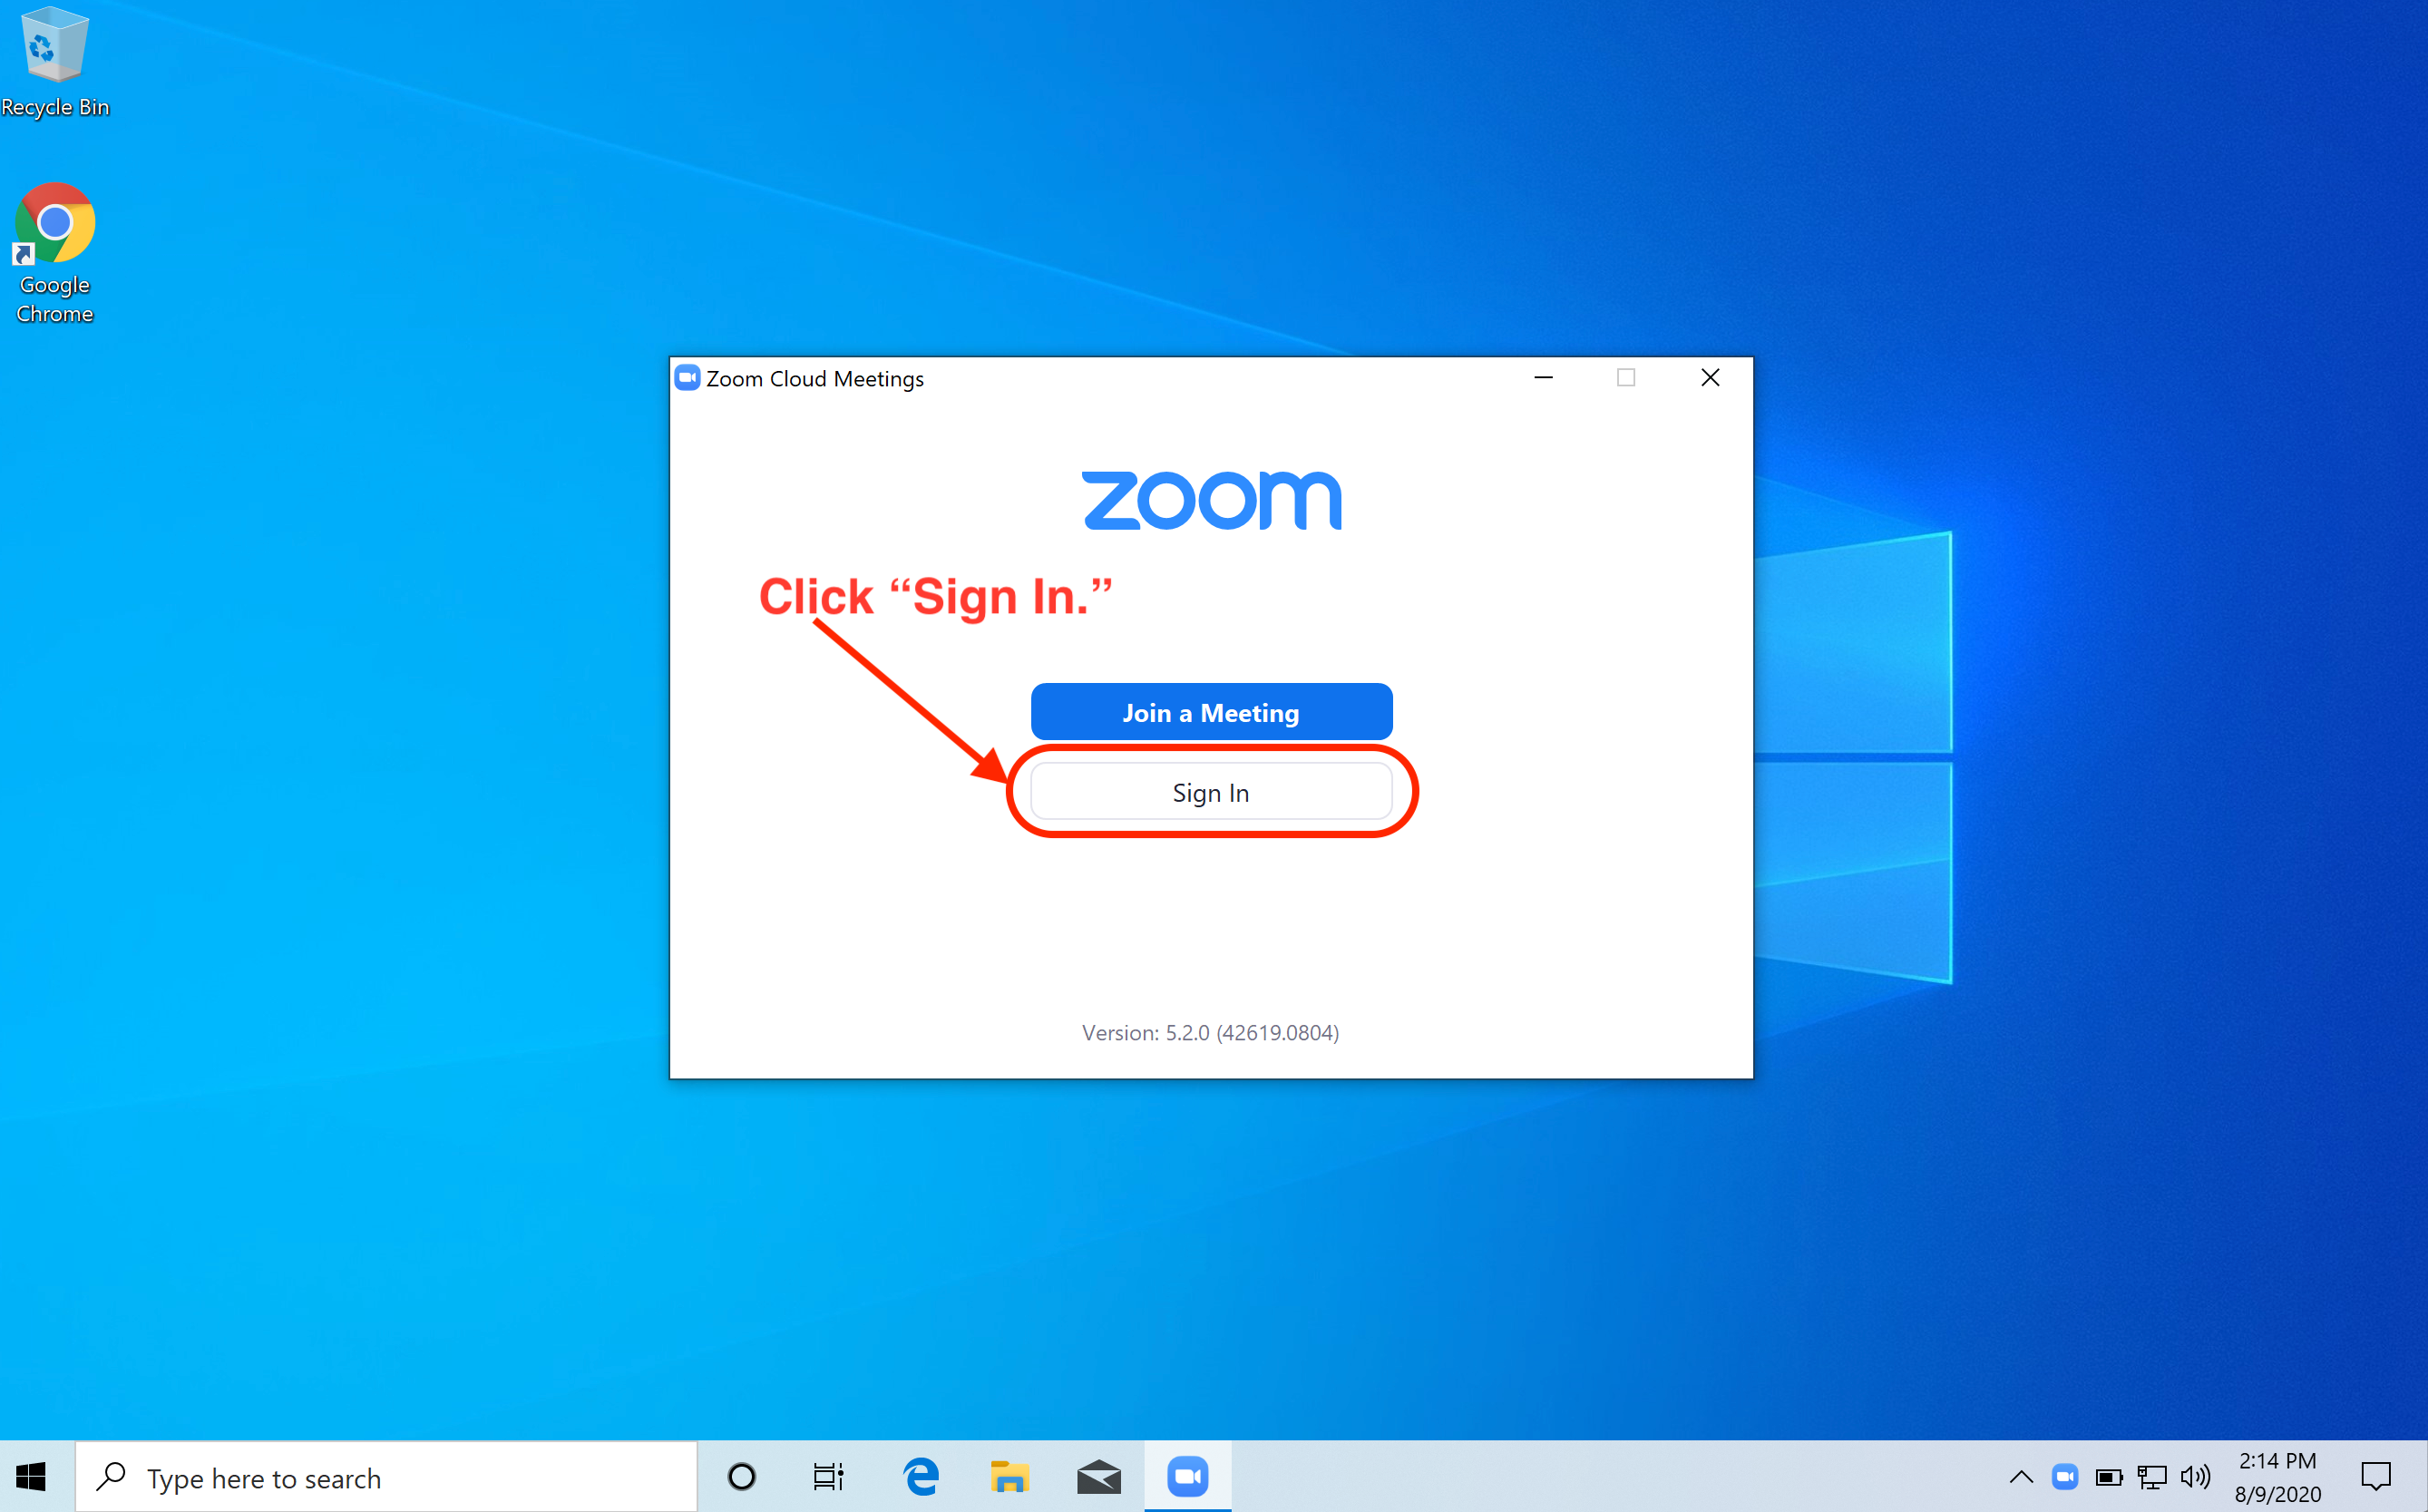 Recycle Bin
Google
Chrome
Zoom Cloud Meetings
zoom
Click “Sign In.”
Join a Meeting
Sign In
Version: 5.2.0 (42619.0804)
Type here to search
2:14 PM
8/9/2020